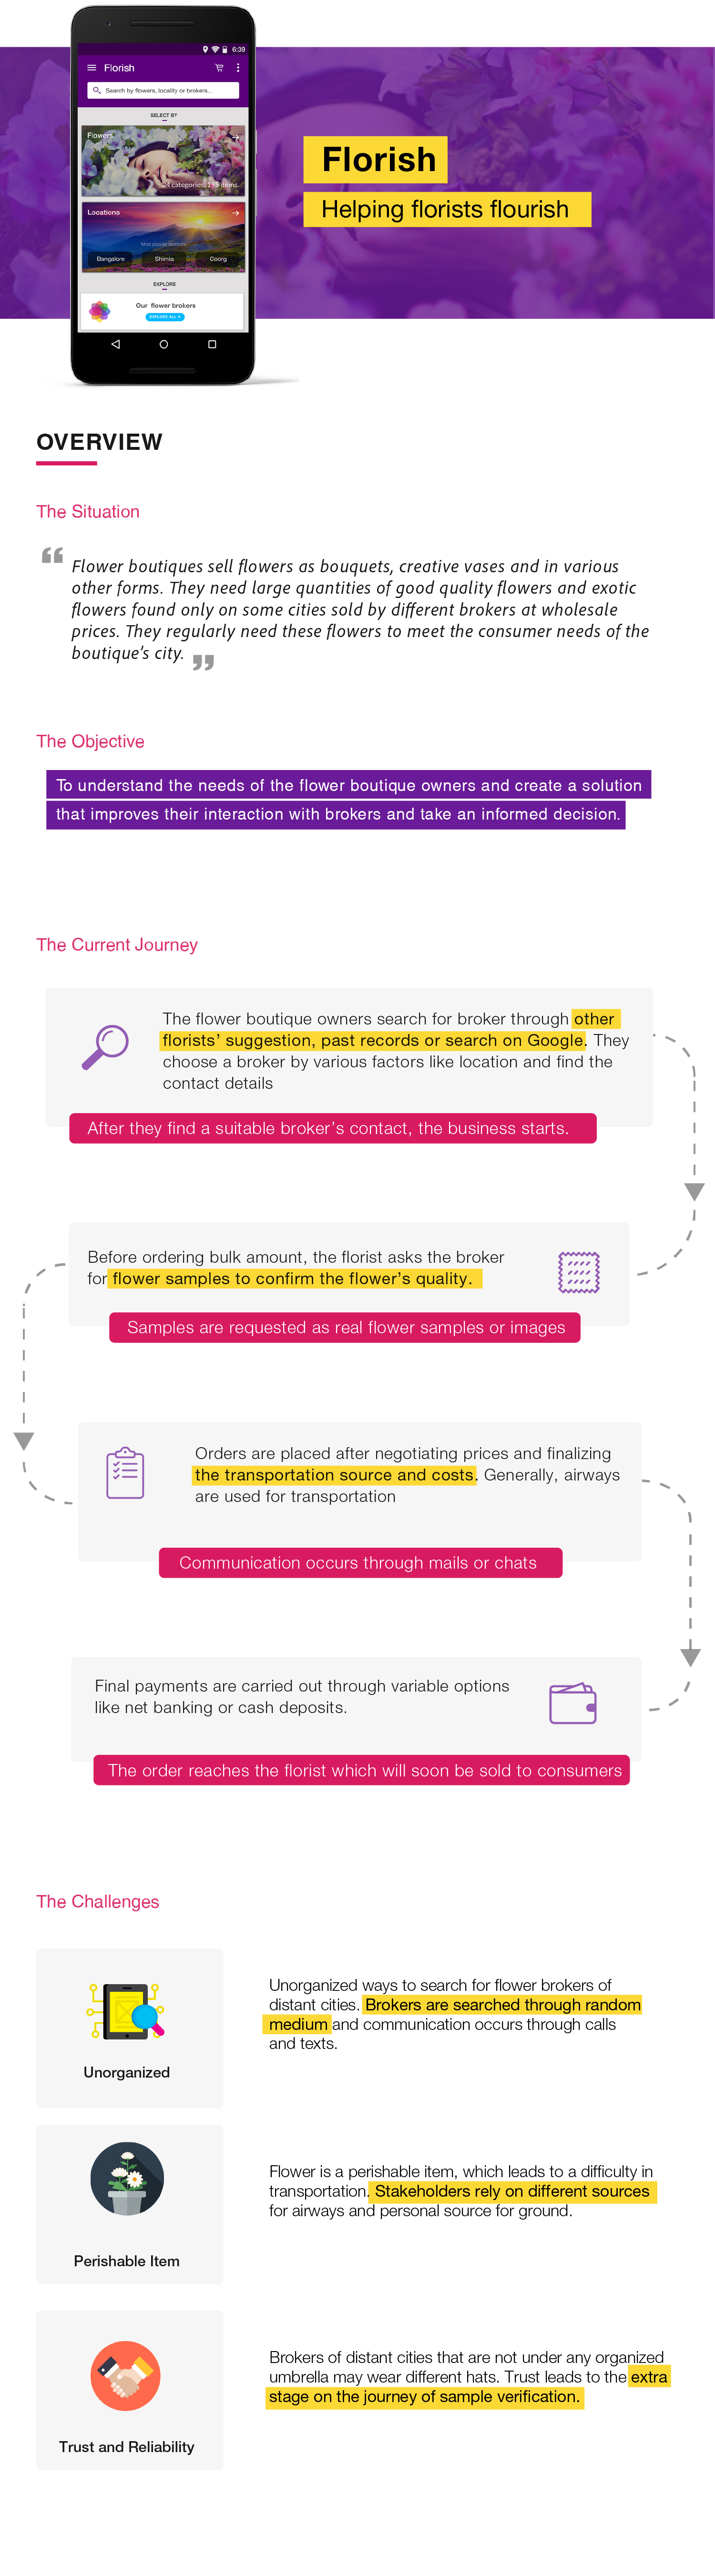 6:39
Florish
Search by flowers, locality or brokers...
SELECT BY
Flowers
24 categories. 175 items.
Locations
Most popular locations
Bangalore Shimla Coorg
EXPLORE
Our flower brokers
EXPLORE ALL
Florish
Helping florists flourish
OVERVIEW
The Situation
“
Flower boutiques sell flowers as bouquets, creative vases and in various
other forms. They need large quantities of good quality flowers and exotic
flowers found only on some cities sold by different brokers at wholesale
prices. They regularly need these flowers to meet the consumer needs of the
boutique’s city. ”
The Objective
To understand the needs of the flower boutique owners and create a solution
that improves their interaction with brokers and take an informed decision.
The Current Journey
The flower boutique owners search for broker through other
florists’ suggestion, past records or search on Google. They
choose a broker by various factors like location and find the
contact details
After they find a suitable broker’s contact, the business starts.
Before ordering bulk amount, the florist asks the broker
for flower samples to confirm the flower’s quality.
Samples are requested as real flower samples or images
Orders are placed after negotiating prices and finalizing
the transportation source and costs. Generally, airways
are used for transportation
Communication occurs through mails or chats
Final payments are carried out through variable options
like net banking or cash deposits.
The order reaches the florist which will soon be sold to consumers
The Challenges
Unorganized
Unorganized ways to search for flower brokers of
distant cities. Brokers are searched through random
medium and communication occurs through calls
and texts.
Perishable Item
Flower is a perishable item, which leads to a difficulty in
transportation. Stakeholders rely on different sources
for airways and personal source for ground.
Trust and Reliability
Brokers of distant cities that are not under any organized
umbrella may wear different hats. Trust leads to the extra
stage on the journey of sample verification.